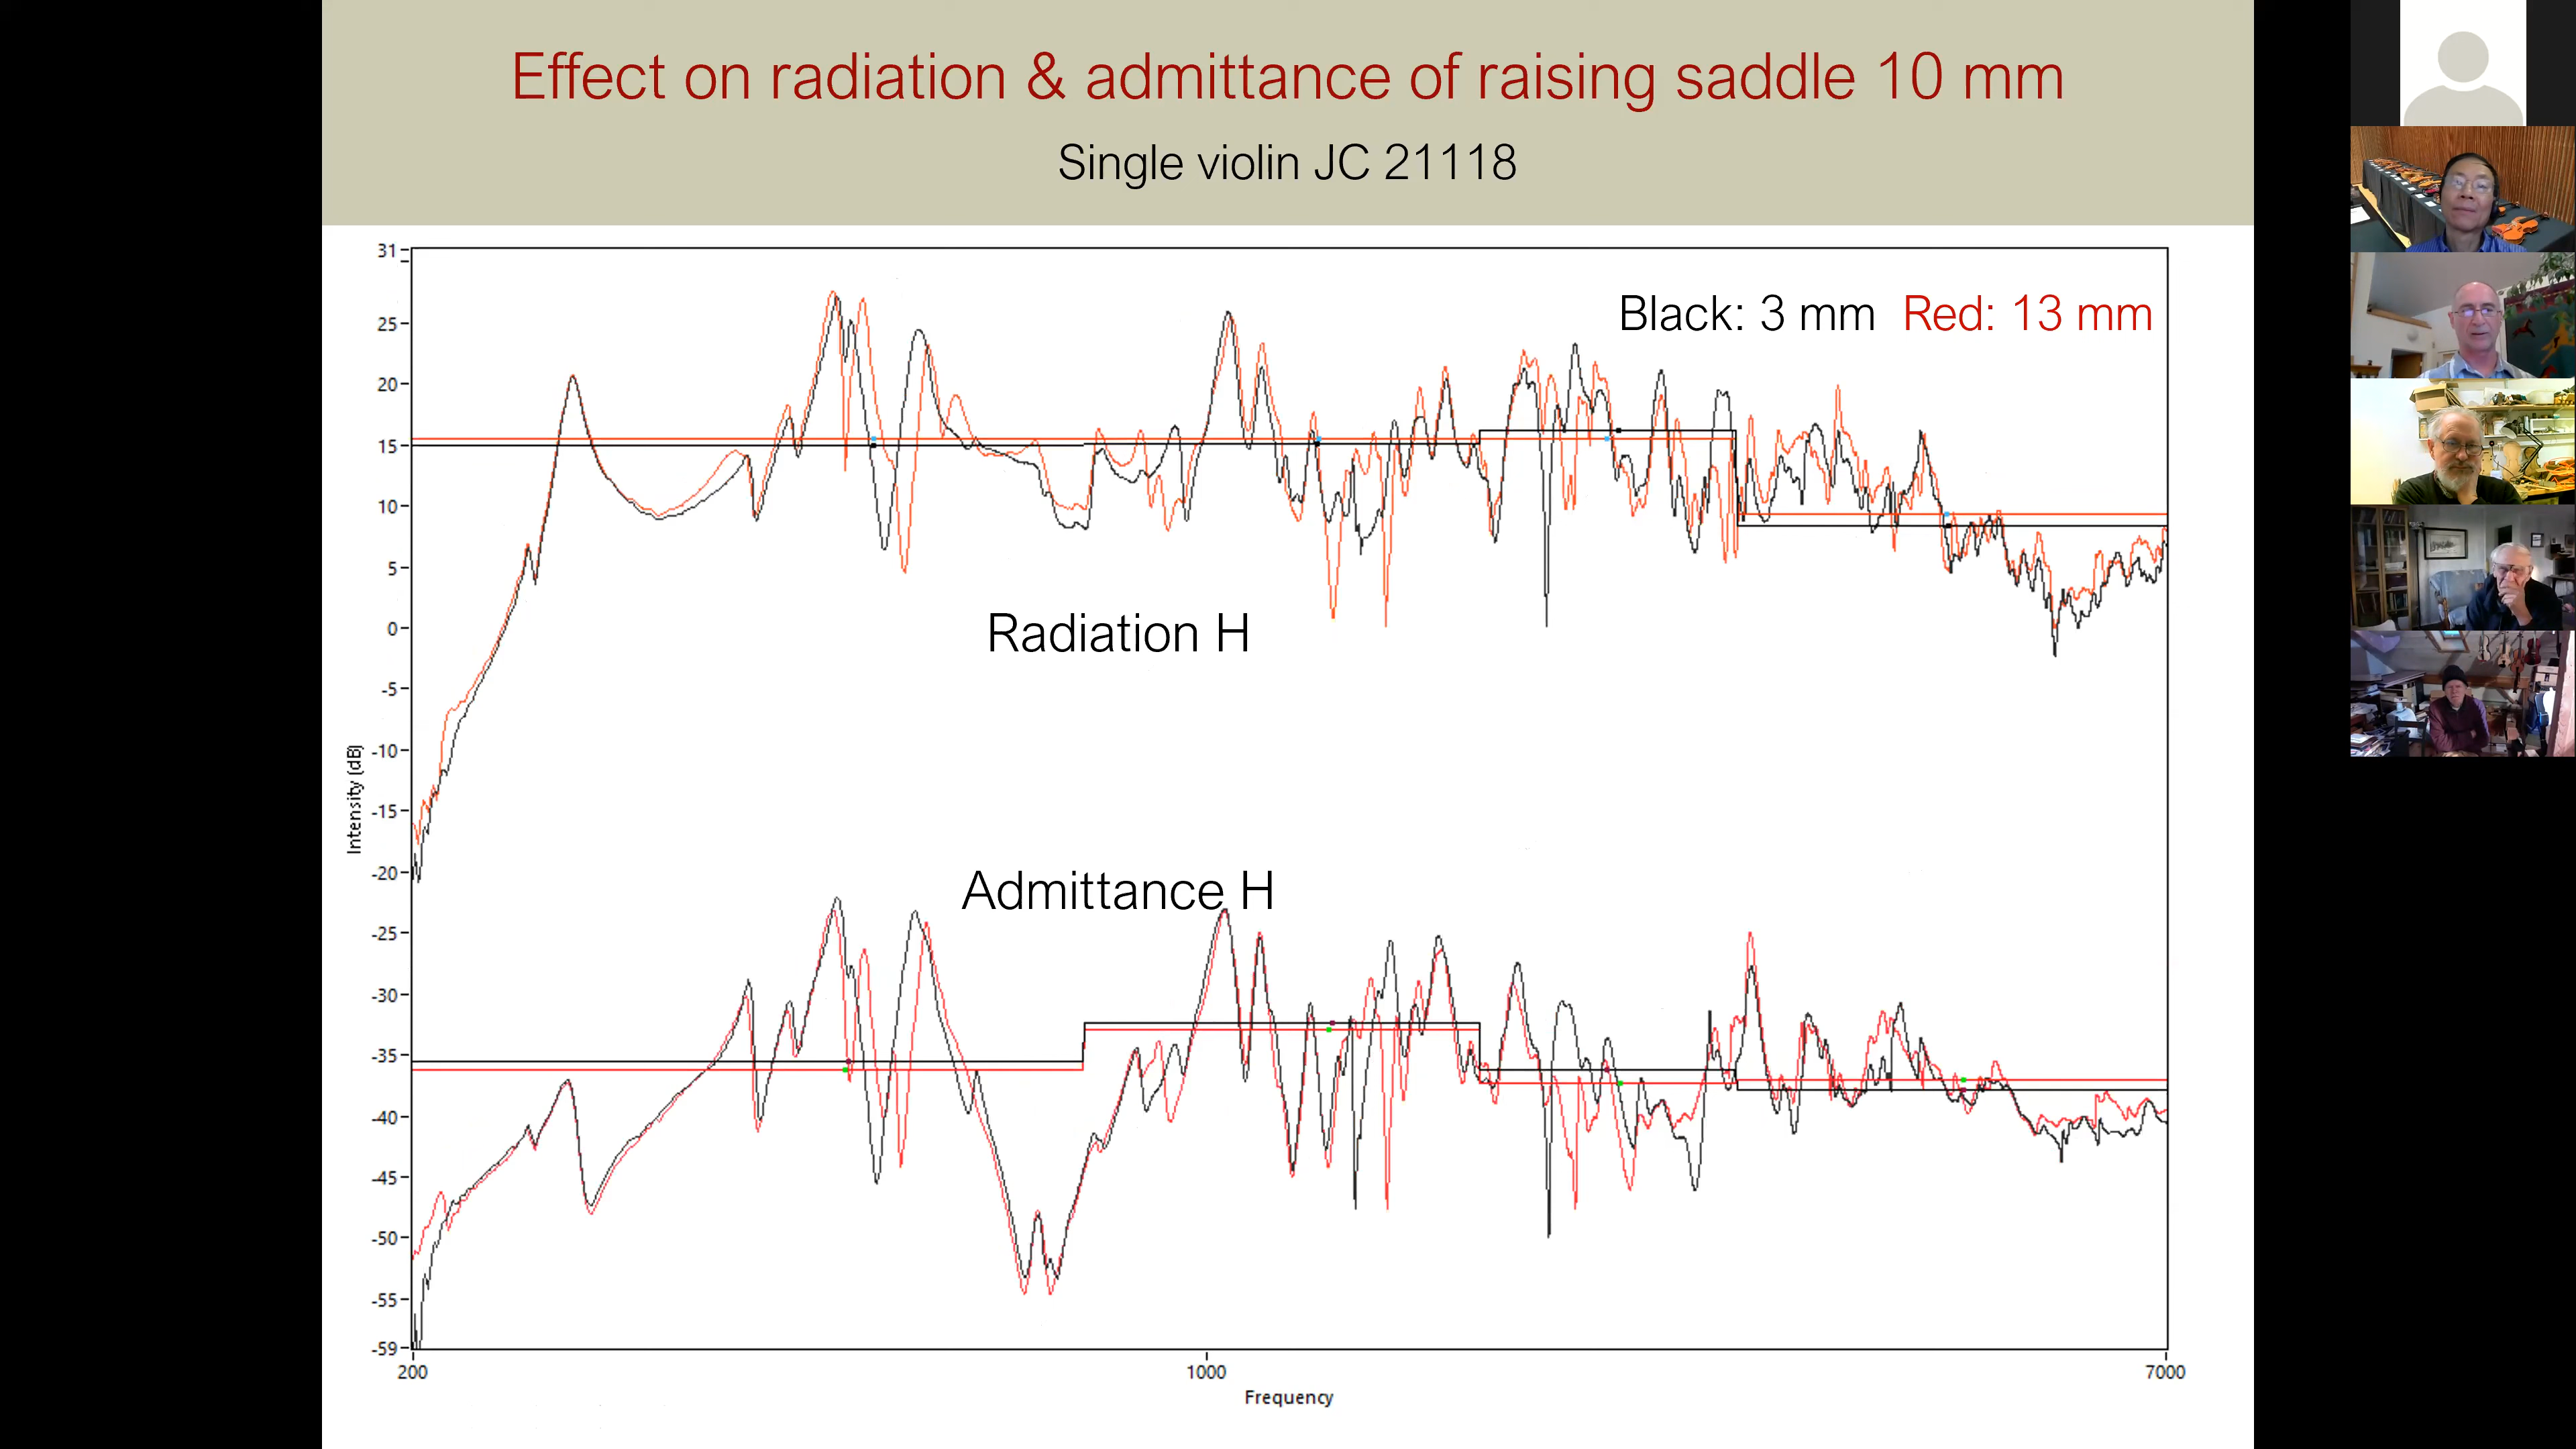 Effect on radiation & admittance of raising saddle 10 mm
Single violin JC 21118
Black: 3 mm Red: 13 mm
Radiation H
Admittance H
Intensity (dB)
31
25
20
15
10
5
0
-5
-10
-15
-20
-25
-30
-35
-40
-45
-50
-55
-59
200 1000 7000
Frequency